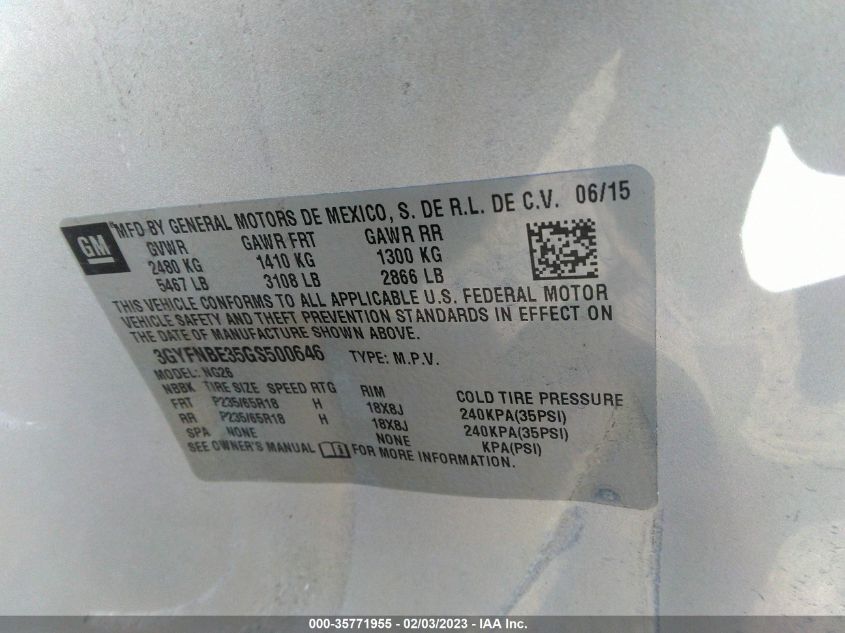 GM
MFD BY GENERAL MOTORS DE MEXICO, S. DE R.L. DE C.V. 06/15
GVWR GAWR FRT GAWR RR
2480 KG 1410 KG 1300 KG
5467 LB 3108 LB 2866 LB
THIS VEHICLE CONFORMS TO ALL APPLICABLE U.S. FEDERAL MOTOR
VEHICLE SAFETY AND THEFT PREVENTION STANDARDS IN EFFECT ON
THE DATE OF MANUFACTURE SHOWN ABOVE.
3GYFNBE35GS500646 TYPE: M.P.V.
MODEL: NG26
NBBK TIRE SIZE SPEED RTG RIM COLD TIRE PRESSURE
FRT P235/65R18 H 18X8J 240KPA(35PSI)
RR P235/65R18 H 18X8J 240KPA(35PSI)
SPA NONE NONE KPA(PSI)
SEE OWNER'S MANUAL FOR MORE INFORMATION.
000-35771955 — 02/03/2023 — IAA Inc.